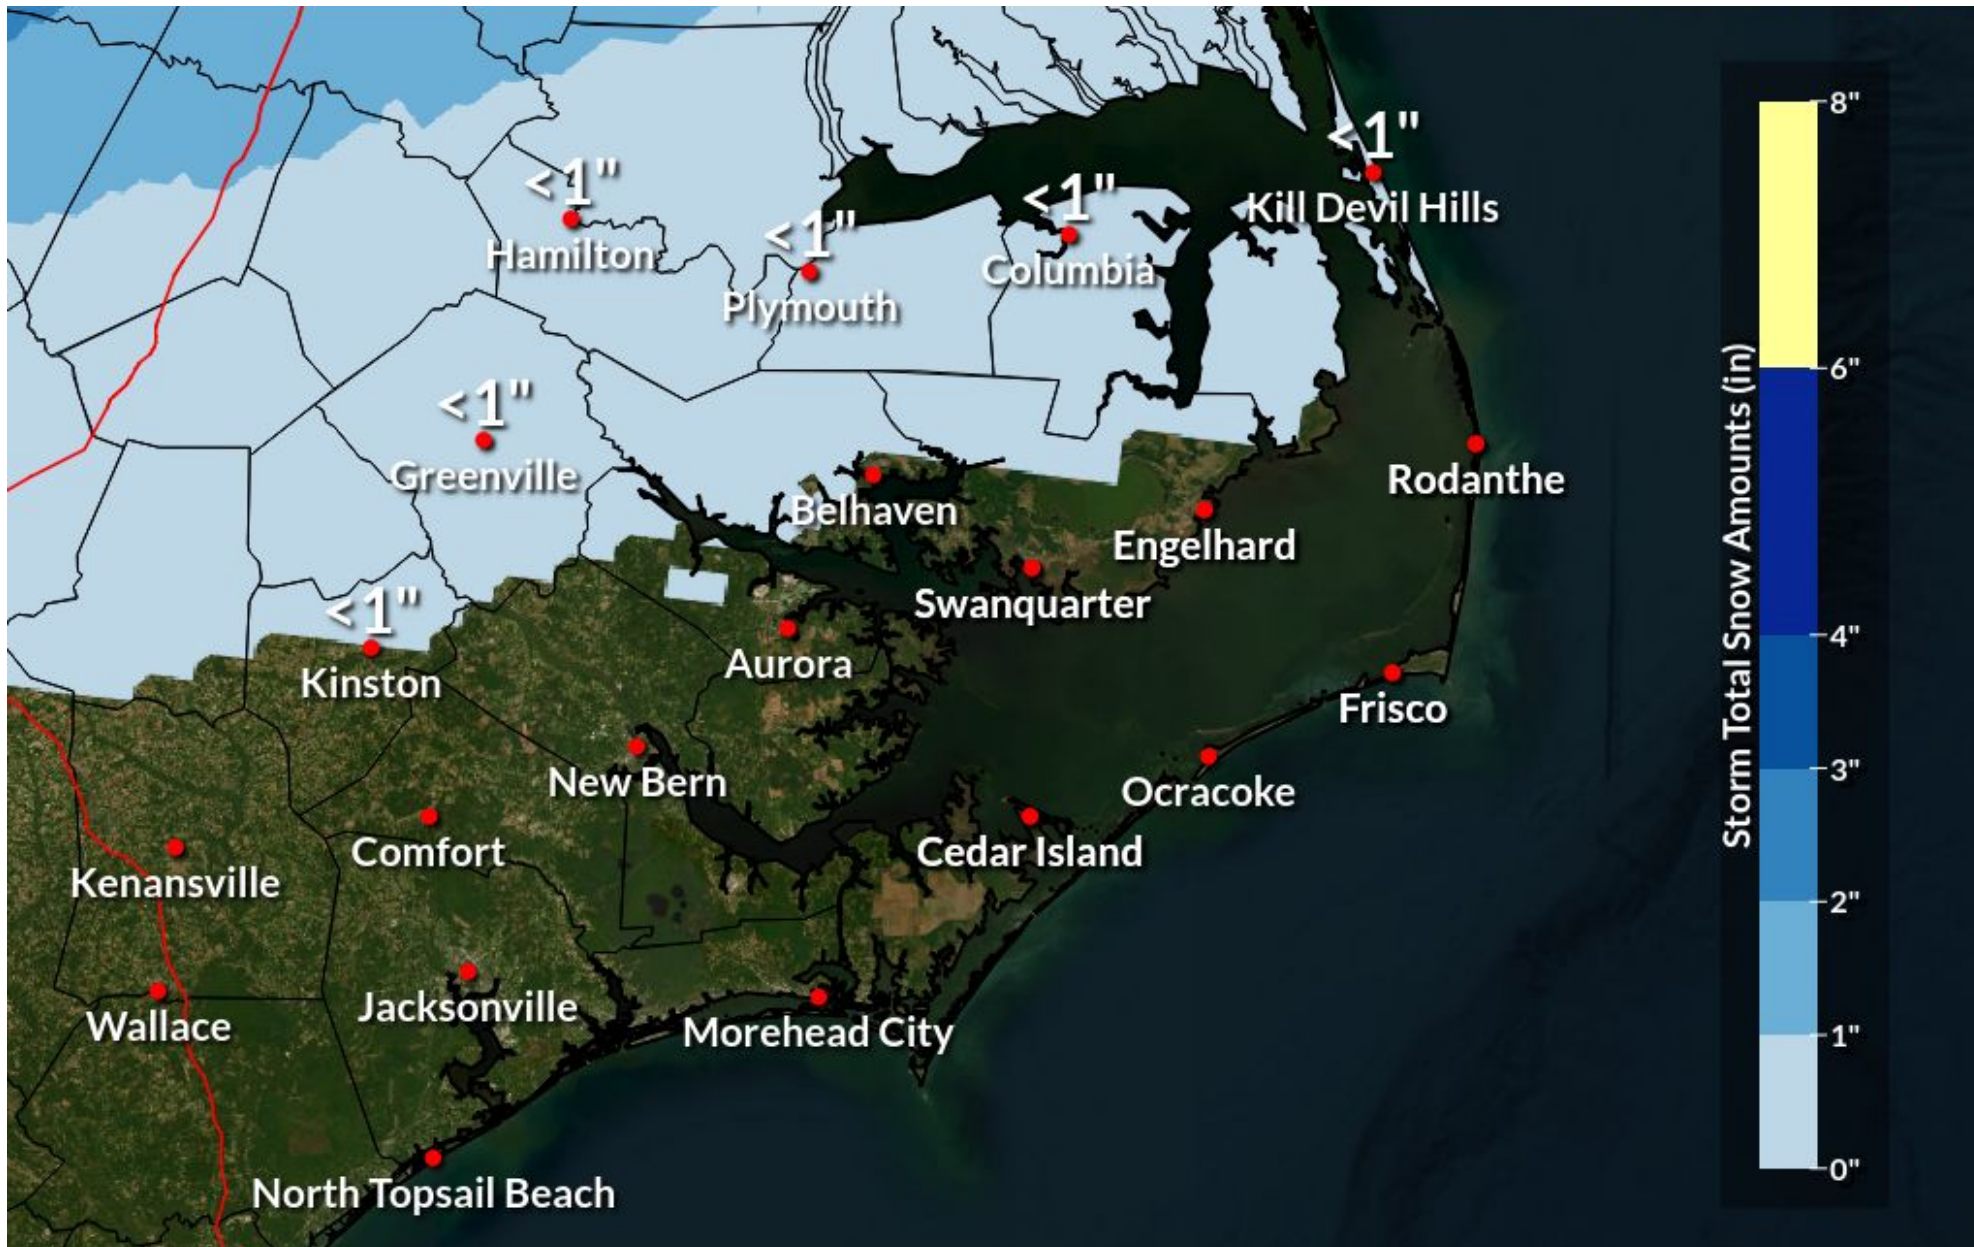 <1"
Kill Devil Hills
<1"
Hamilton
<1"
Columbia
<1"
Plymouth
<1"
Greenville
Belhaven
Rodanthe
Engelhard
Swanquarter
<1"
Kinston
Aurora
Frisco
New Bern
Ocracoke
Comfort
Cedar Island
Kenansville
Jacksonville
Wallace
Morehead City
North Topsail Beach
Storm Total Snow Amounts (in)
8"
6"
4"
3"
2"
1"
0"